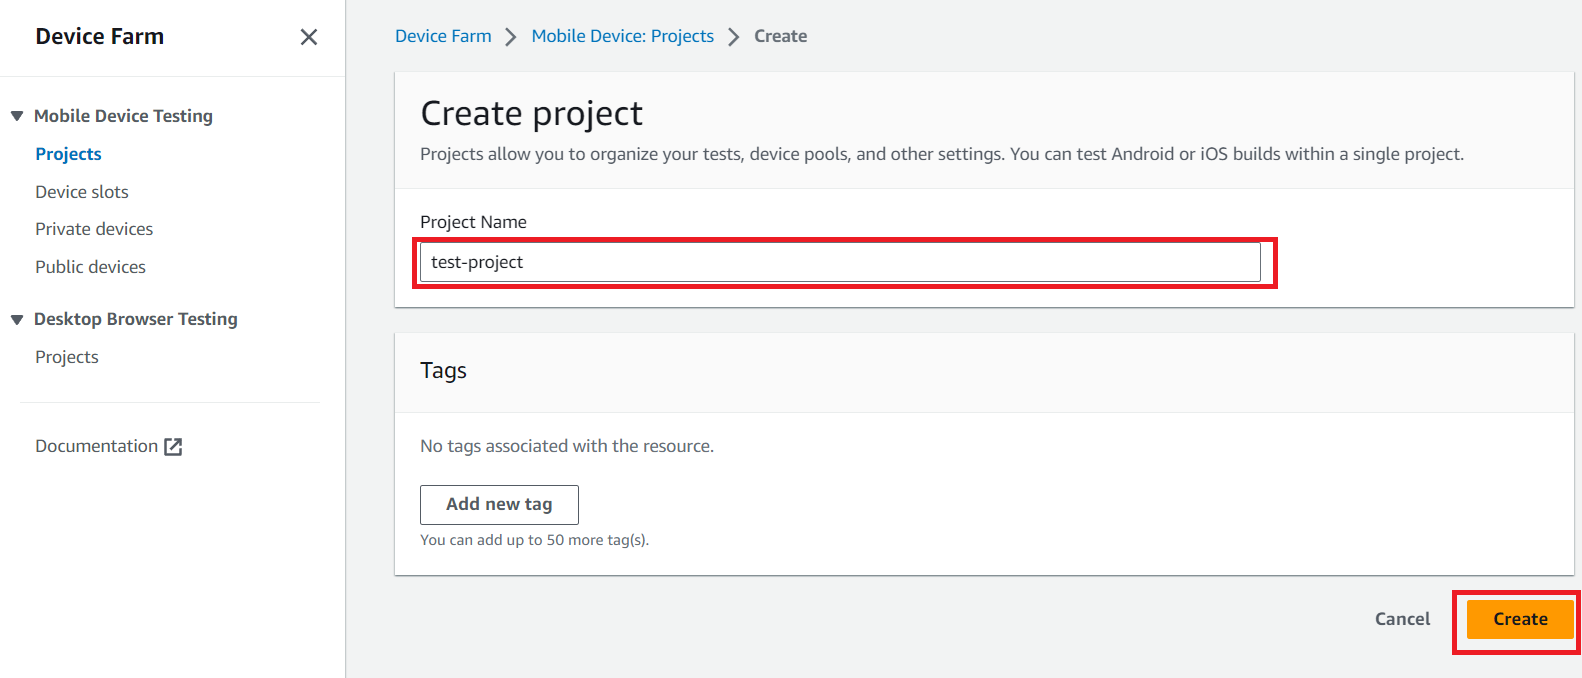 Device Farm
Mobile Device Testing
Projects
Device slots
Private devices
Public devices
Desktop Browser Testing
Projects
Documentation
Device Farm > Mobile Device: Projects > Create
Create project
Projects allow you to organize your tests, device pools, and other settings. You can test Android or iOS builds within a single project.
Project Name
test-project
Tags
No tags associated with the resource.
Add new tag
You can add up to 50 more tag(s).
Cancel Create